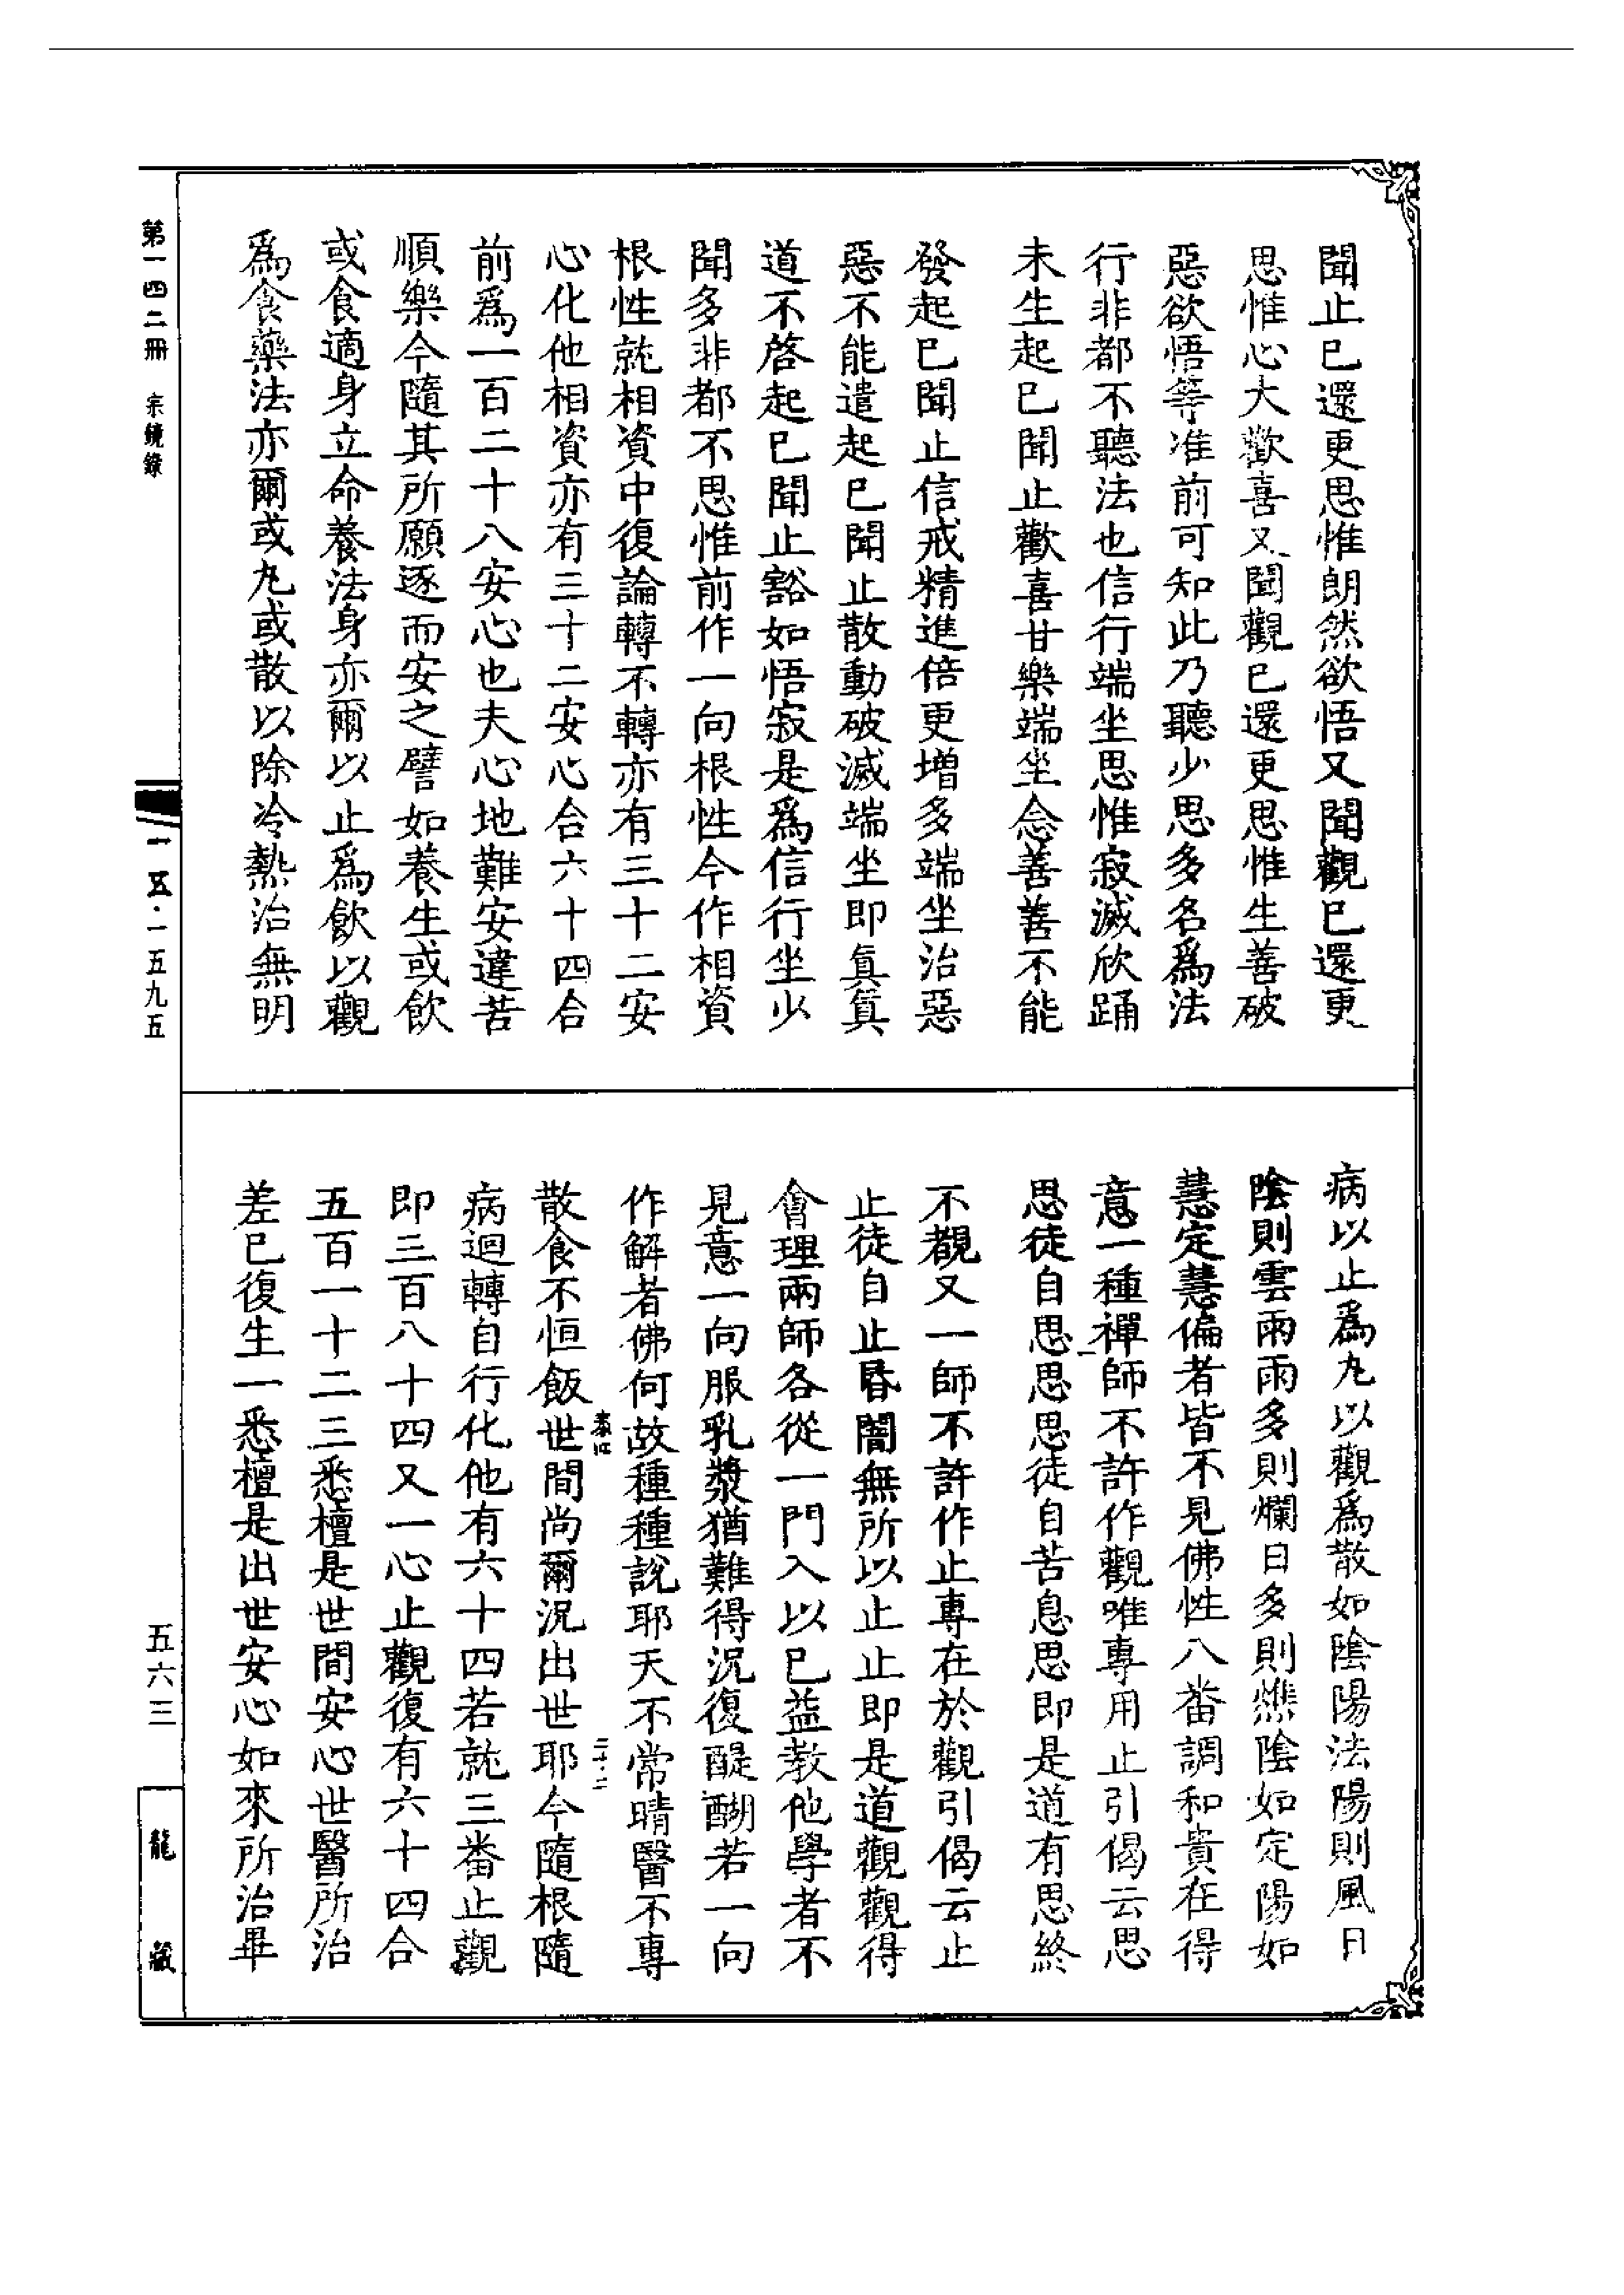 聞止已還更思惟朗然欲悟又聞觀已還更
思惟心大歡喜又聞觀已還更思惟生善破
惡欲悟等准前可知此乃聽少思多名爲法
行非都不聽法也信行端坐思惟寂滅欣踊
未生起已聞止歡喜甘樂端坐念善善不能
發起已聞止信戒精進倍更增多端坐治惡
惡不能遣起已聞止散動破滅端坐即眞眞
道不啓起已聞止豁如悟寂是爲信行坐少
聞多非都不思惟前作一向根性今作相資
根性就相資中復論轉不轉亦有三十二安
心化他相資亦有三十二安心合六十四合
前爲一百二十八安心也夫心地難安違苦
順樂今隨其所願逐而安之譬如養生或飲
或食適身立命養法身亦爾以止爲飲以觀
爲食藥法亦爾或丸或散以除冷熱治無明
病以止爲丸以觀爲散如陰陽法陽則風日
陰則雲雨雨多則爛日多則燋陰如定陽如
慧定慧偏者皆不見佛性八番調和貴在得
意一種禪師不許作觀唯專用止引偈云思
思徒自思思思徒自苦息思即是道有思終
不覩又一師不許作止專在於觀引偈云止
止徒自止昏闇無所以止止即是道觀觀得
會理兩師各從一門入以已益教他學者不
見意一向服乳漿猶難得況復醍醐若一向
作解者佛何故種種說耶天不常晴醫不專
散食不恒飯世間尚爾況出世耶今隨根隨
病迴轉自行化他有六十四若就三番止觀
即三百八十四又一心止觀復有六十四合
五百一十二三悉檀是世間安心世醫所治
差已復生一悉檀是出世安心如來所治畢
第一四二冊 宗鏡錄
一一五·一五九五
五六三
龍藏